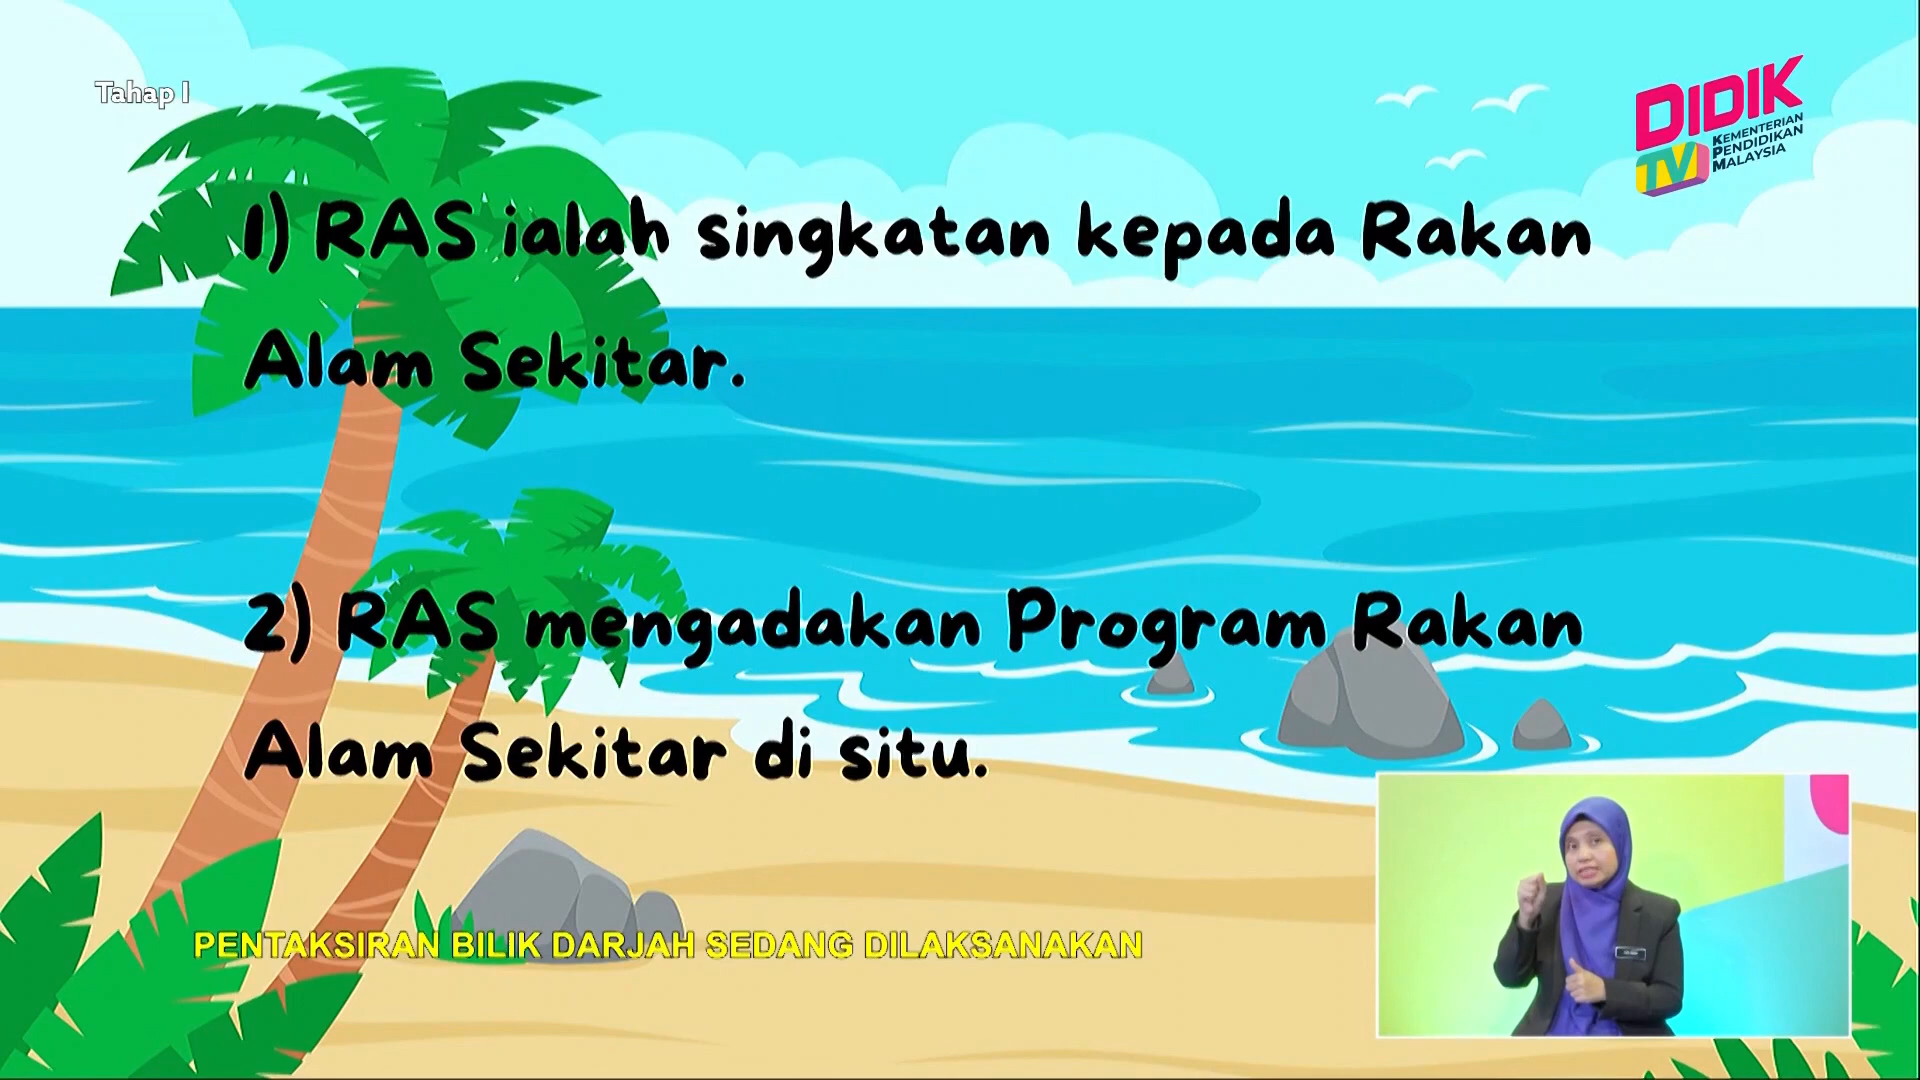 Tahap 1
DIDIK
TV
KEMENTERIAN
PENDIDIKAN
MALAYSIA
1) RAS ialah singkatan kepada Rakan
Alam Sekitar.
2) RAS mengadakan Program Rakan
Alam Sekitar di situ.
PENTAKSIRAN BILIK DARJAH SEDANG DILAKSANAKAN